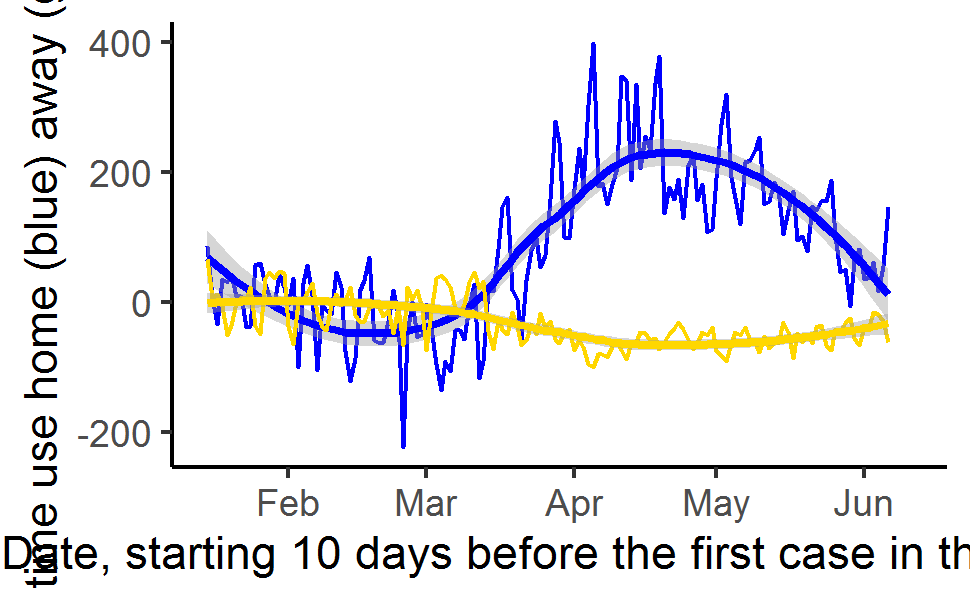 time use home (blue) away (
400
200
0
-200
Feb Mar Apr May Jun
Date, starting 10 days before the first case in th